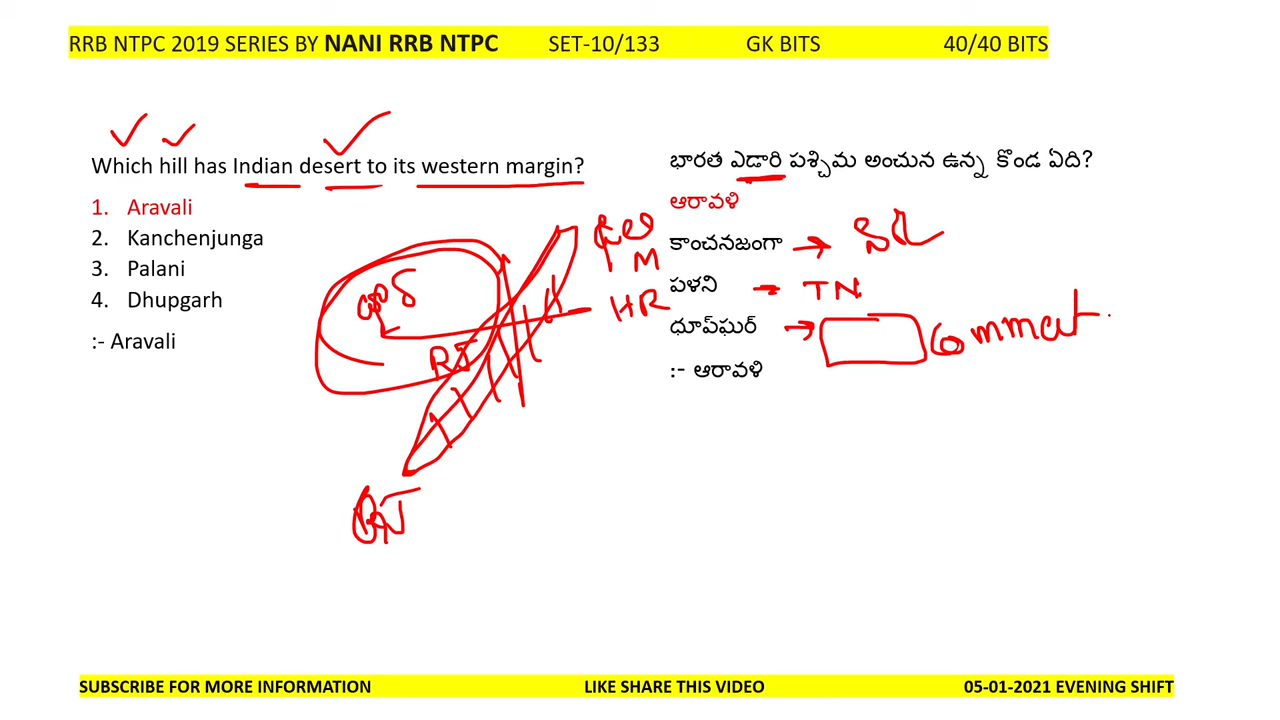 RRB NTPC 2019 SERIES BY NANI RRB NTPC SET-10/133 GK BITS 40/40 BITS
Which hill has Indian desert to its western margin?
1. Aravali
2. Kanchenjunga
3. Palani
4. Dhupgarh
:- Aravali
భారత ఎడారి పశ్చిమ అంచున ఉన్న కొండ ఏది?
ఆరావళి
కాంచనజంగా
పళని TN
ధూప్‌ఘర్
:- ఆరావళి
M
HR
RJ
SUBSCRIBE FOR MORE INFORMATION LIKE SHARE THIS VIDEO 05-01-2021 EVENING SHIFT